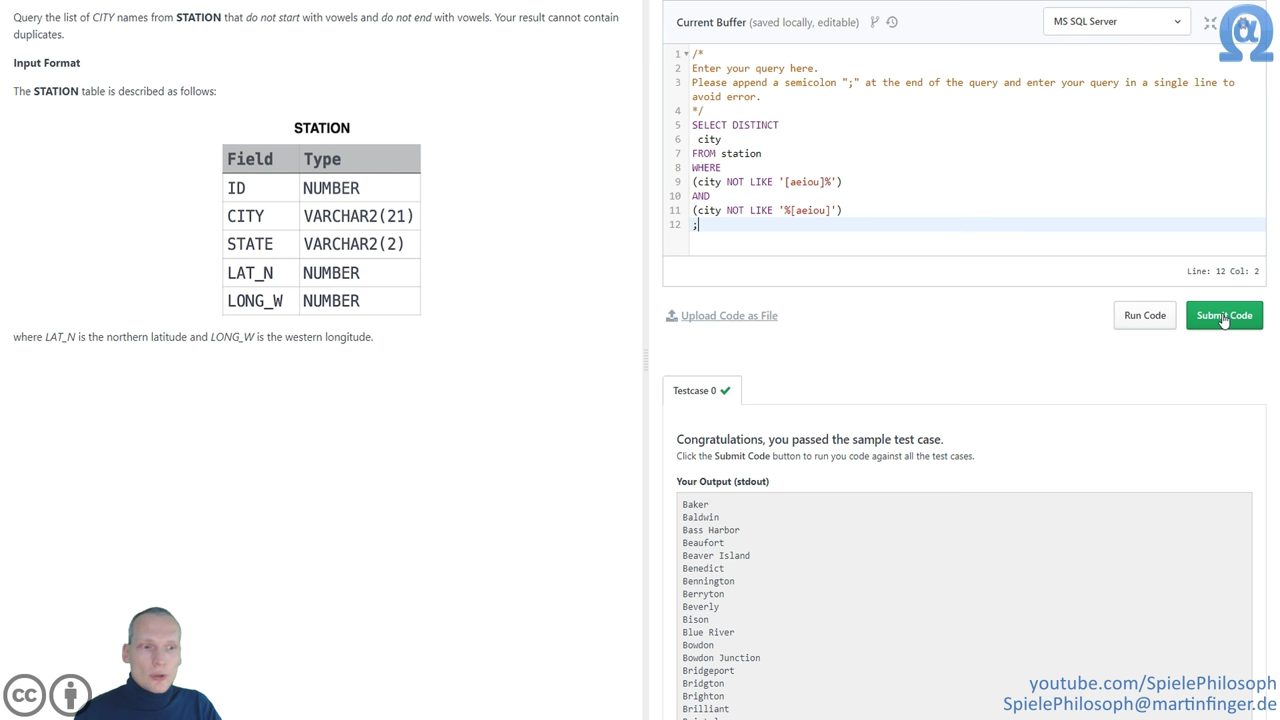 Query the list of CITY names from STATION that do not start with vowels and do not end with vowels. Your result cannot contain
duplicates.
Input Format
The STATION table is described as follows:
STATION
Field Type
ID NUMBER
CITY VARCHAR2(21)
STATE VARCHAR2(2)
LAT_N NUMBER
LONG_W NUMBER
where LAT_N is the northern latitude and LONG_W is the western longitude.
Current Buffer (saved locally, editable)
MS SQL Server
α
1 /*
2 Enter your query here.
3 Please append a semicolon ";" at the end of the query and enter your query in a single line to
avoid error.
4 */
5 SELECT DISTINCT
6 city
7 FROM station
8 WHERE
9 (city NOT LIKE '[aeiou]%')
10 AND
11 (city NOT LIKE '%[aeiou]')
12 ;
Line: 12 Col: 2
Upload Code as File
Run Code
Submit Code
Testcase 0
Congratulations, you passed the sample test case.
Click the Submit Code button to run you code against all the test cases.
Your Output (stdout)
Baker
Baldwin
Bass Harbor
Beaufort
Beaver Island
Benedict
Bennington
Berryton
Beverly
Bison
Blue River
Bowdon
Bowdon Junction
Bridgeport
Bridgton
Brighton
Brilliant
cc
youtube.com/SpielePhilosoph
SpielePhilosoph@martinfinger.de